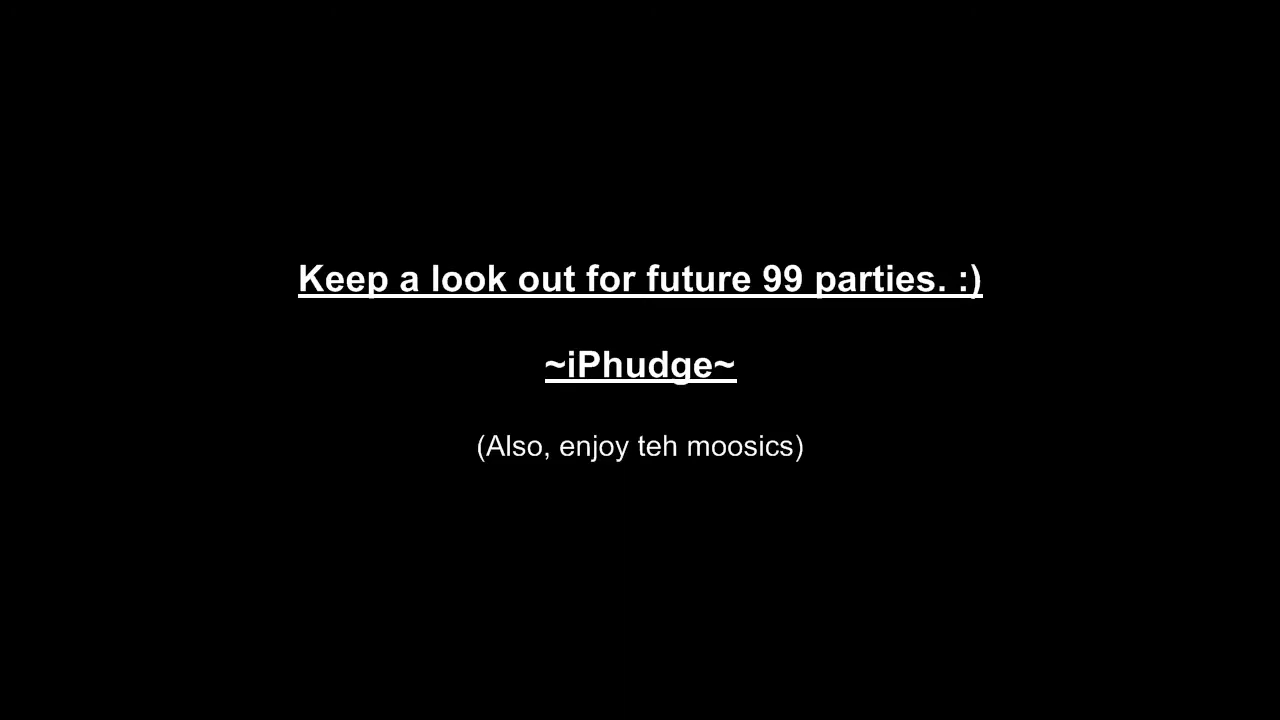 Keep a look out for future 99 parties. :)
~iPhudge~
(Also, enjoy teh moosics)